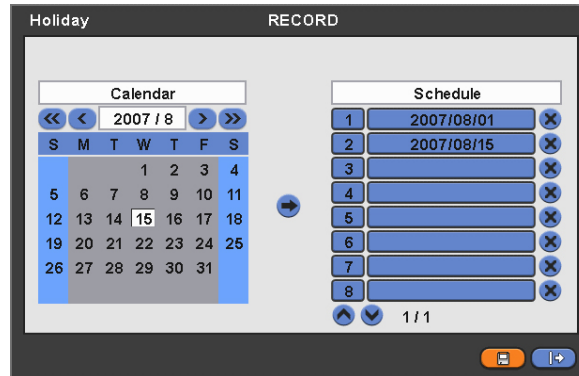 Holiday RECORD
Calendar
2007 / 8
S M T W T F S
1 2 3 4
5 6 7 8 9 10 11
12 13 14 15 16 17 18
19 20 21 22 23 24 25
26 27 28 29 30 31
Schedule
1 2007/08/01
2 2007/08/15
3
4
5
6
7
8
1 / 1